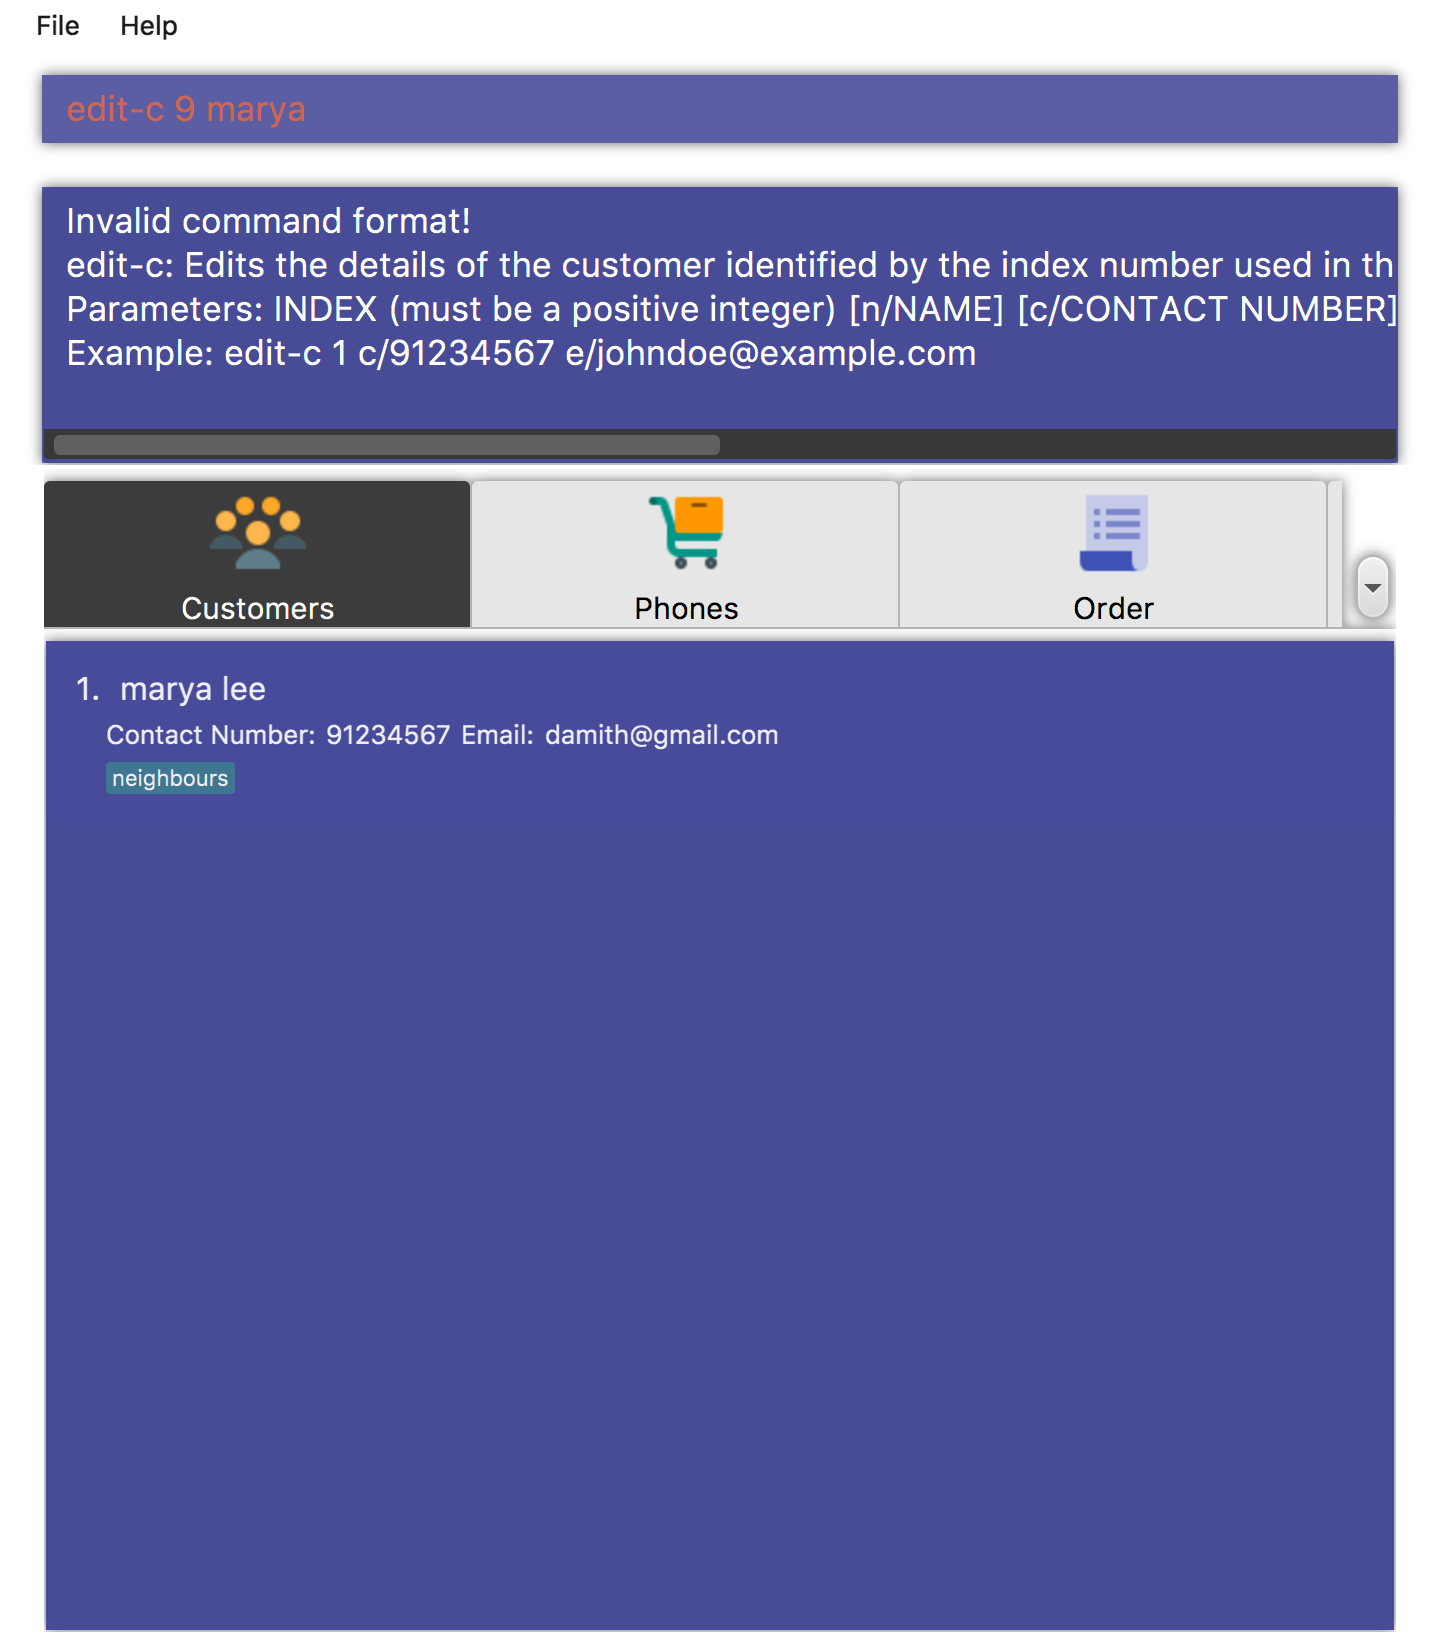 File Help
edit-c 9 marya
Invalid command format!
edit-c: Edits the details of the customer identified by the index number used in th
Parameters: INDEX (must be a positive integer) [n/NAME] [c/CONTACT NUMBER]
Example: edit-c 1 c/91234567 e/johndoe@example.com
Customers Phones Order
1. marya lee
Contact Number: 91234567 Email: damith@gmail.com
neighbours